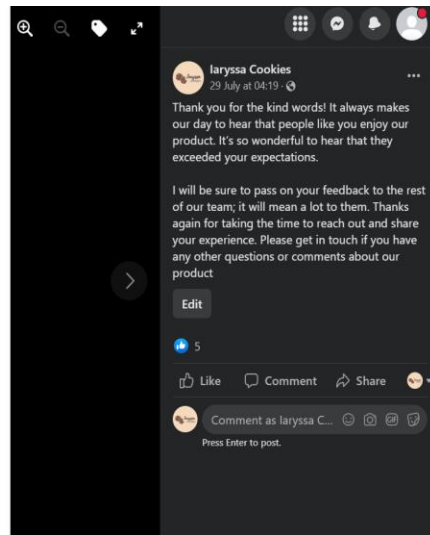 laryssa Cookies
29 July at 04:19 ·
Thank you for the kind words! It always makes
our day to hear that people like you enjoy our
product. It's so wonderful to hear that they
exceeded your expectations.
I will be sure to pass on your feedback to the rest
of our team; it will mean a lot to them. Thanks
again for taking the time to reach out and share
your experience. Please get in touch if you have
any other questions or comments about our
product
Edit
5
Like Comment Share
Comment as laryssa C... GIF
Press Enter to post.